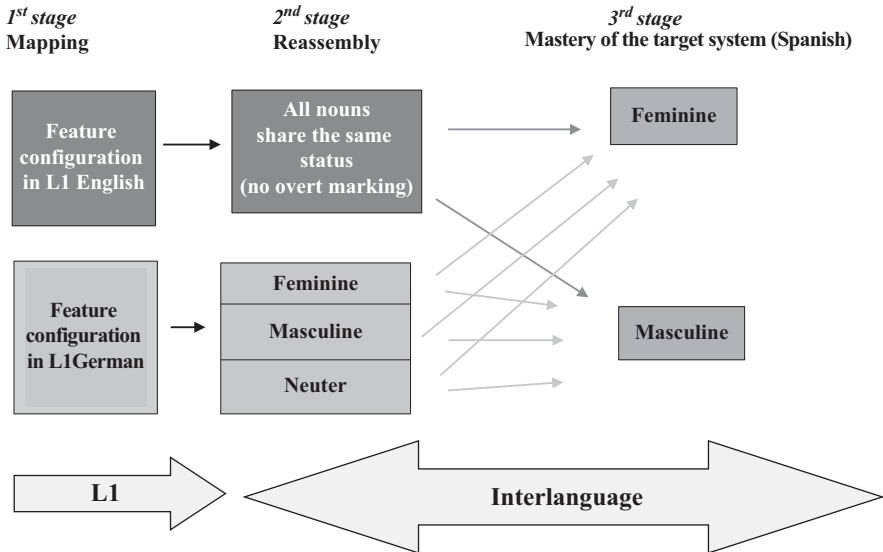 1st stage
Mapping
2nd stage
Reassembly
3rd stage
Mastery of the target system (Spanish)
Feature
configuration
in L1 English
All nouns
share the same
status
(no overt marking)
Feminine
Feature
configuration
in L1German
Feminine
Masculine
Neuter
Masculine
L1
Interlanguage